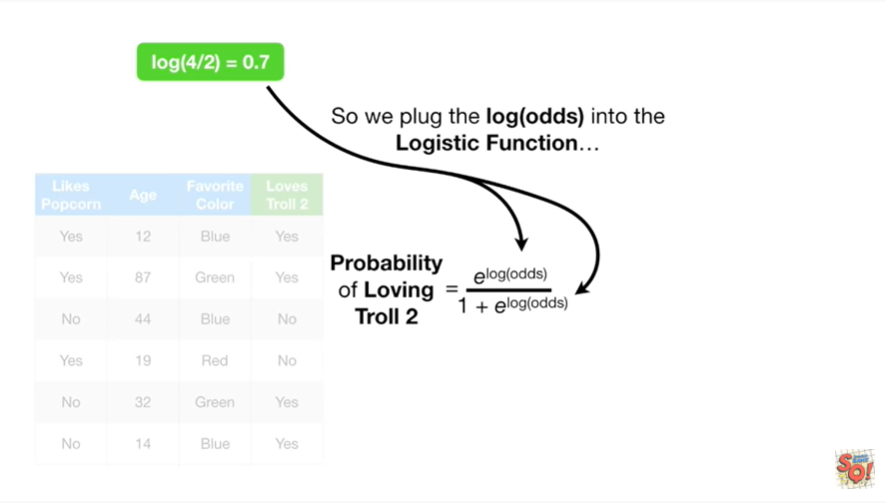 log(4/2) = 0.7
So we plug the log(odds) into the
Logistic Function…
Likes Popcorn Age Favorite Color Loves Troll 2
Yes 12 Blue Yes
Yes 87 Green Yes
No 44 Blue No
Yes 19 Red No
No 32 Green Yes
No 14 Blue Yes
Probability
of Loving
Troll 2
= e^log(odds) / 1 + e^log(odds)
SQ!